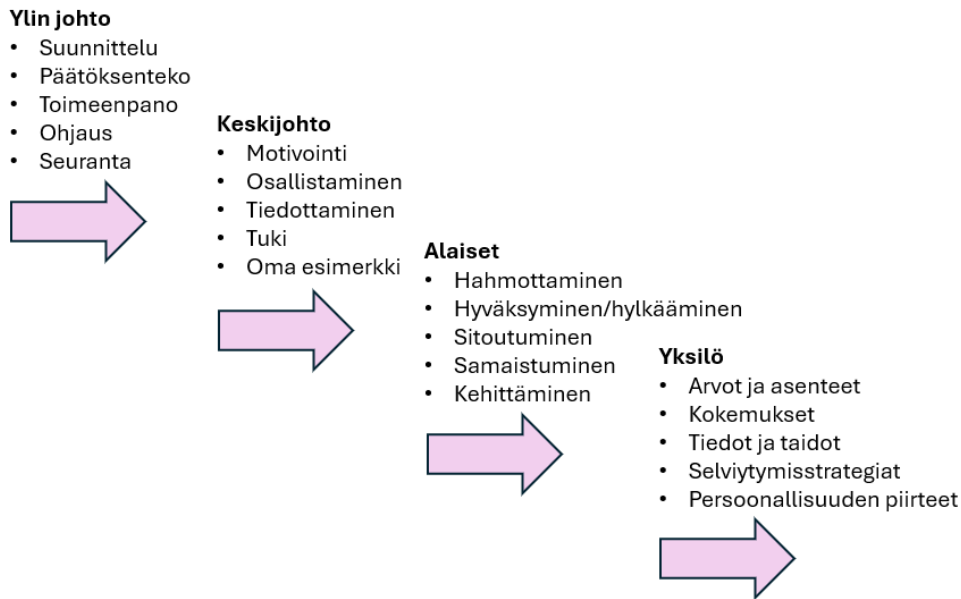 Ylin johto
• Suunnittelu
• Päätöksenteko
• Toimeenpano
• Ohjaus
• Seuranta
Keskijohto
• Motivointi
• Osallistaminen
• Tiedottaminen
• Tuki
• Oma esimerkki
Alaiset
• Hahmottaminen
• Hyväksyminen/hylkääminen
• Sitoutuminen
• Samaistuminen
• Kehittäminen
Yksilö
• Arvot ja asenteet
• Kokemukset
• Tiedot ja taidot
• Selviytymisstrategiat
• Persoonallisuuden piirteet